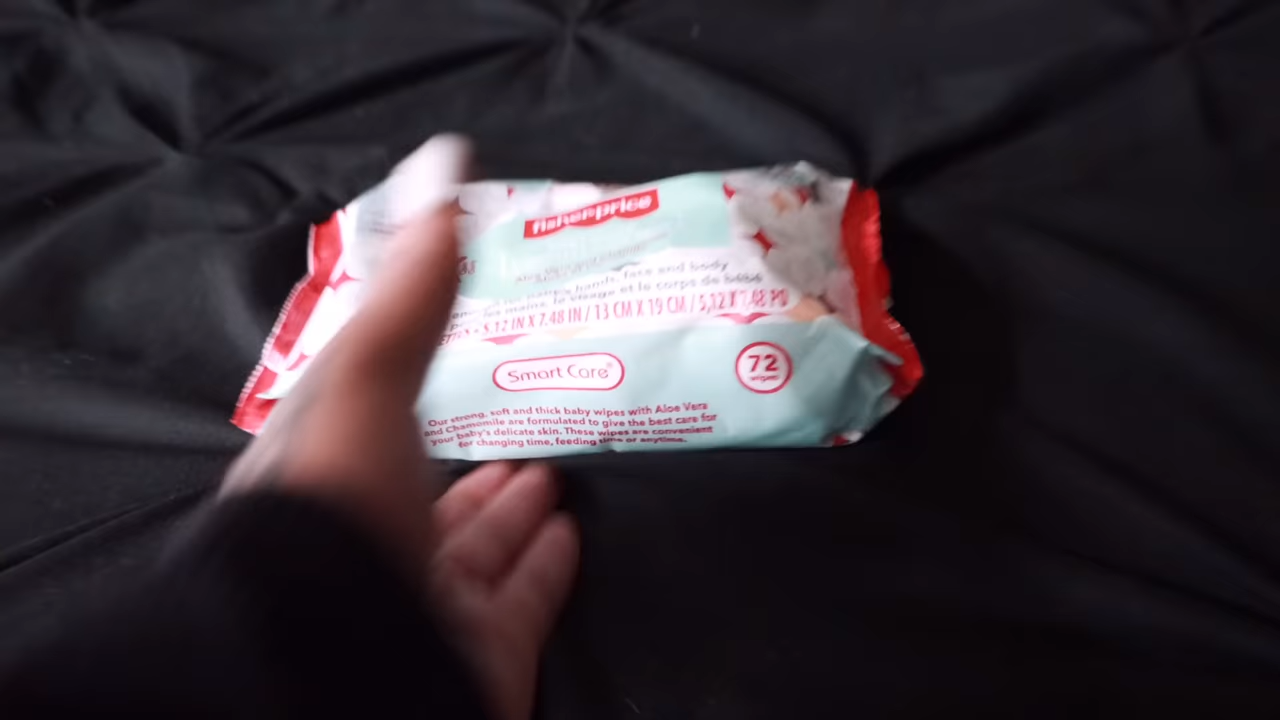 fisher-price
hands, face and body
les mains, le visage et le corps de bébé
5.12 IN X 7.48 IN / 13 CM X 19 CM / 5,12 X 7,48 PO
Smart Care®
72
wipes
Our strong, soft and thick baby wipes with Aloe Vera
and Chamomile are formulated to give the best care for
your baby's delicate skin. These wipes are convenient
for changing time, feeding time or anytime.